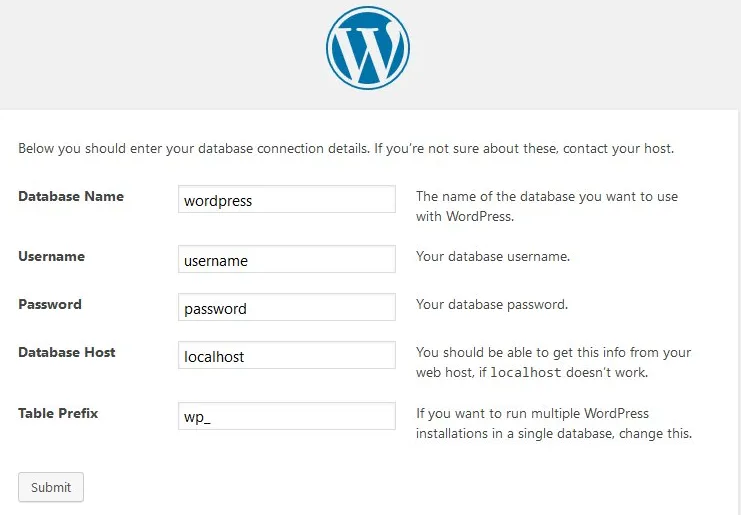 W
Below you should enter your database connection details. If you’re not sure about these, contact your host.
Database Name
wordpress
The name of the database you want to use
with WordPress.
Username
username
Your database username.
Password
password
Your database password.
Database Host
localhost
You should be able to get this info from your
web host, if localhost doesn’t work.
Table Prefix
wp_
If you want to run multiple WordPress
installations in a single database, change this.
Submit